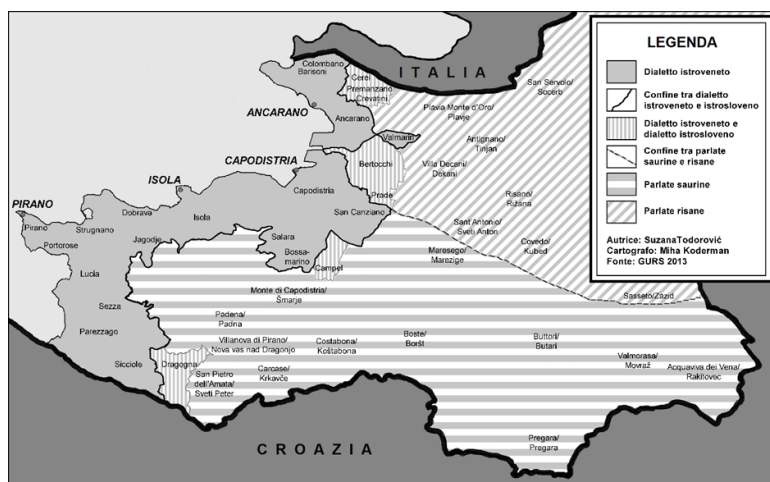 Colombano
Barisoni
ITALIA
Cerei
Premanzano
Crevatini
ANCARANO
Ancarano
Valmarin
San Servolo/
Socerb
Plavia Monte d'Oro/
Plavje
Antignano/
Tinjan
Bertocchi
Villa Decani/
Dekani
CAPODISTRIA
Capodistria
Prade
Risano/
Rižana
ISOLA
PIRANO
Dobrava
Isola
San Canziano
Sant Antonio/
Sveti Anton
Pirano
Strugnano
Portorose
Jagodje
Salara
Bossa-
marino
Campel
Maresego/
Marezige
Covedo/
Kubed
Lucia
Sezza
Monte di Capodistria/
Šmarje
Sasseto/Zazid
Padena/
Padna
Parezzago
Villanova di Pirano/
Nova vas nad Dragonjo
Costabona/
Koštabona
Boste/
Boršt
Buttori/
Butari
Sicciole
Dragogna
San Pietro
dell'Amata/
Sveti Peter
Carcase/
Krkavče
Valmorasa/
Movraž
Acquaviva dei Vena/
Rakitovec
Pregara/
Pregara
CROAZIA
LEGENDA
Dialetto istroveneto
Confine tra dialetto
istroveneto e istrosloveno
Dialetto istroveneto e
dialetto istrosloveno
Confine tra parlate
saurine e risane
Parlate saurine
Parlate risane
Autrice: SuzanaTodorović
Cartografo: Miha Koderman
Fonte: GURS 2013